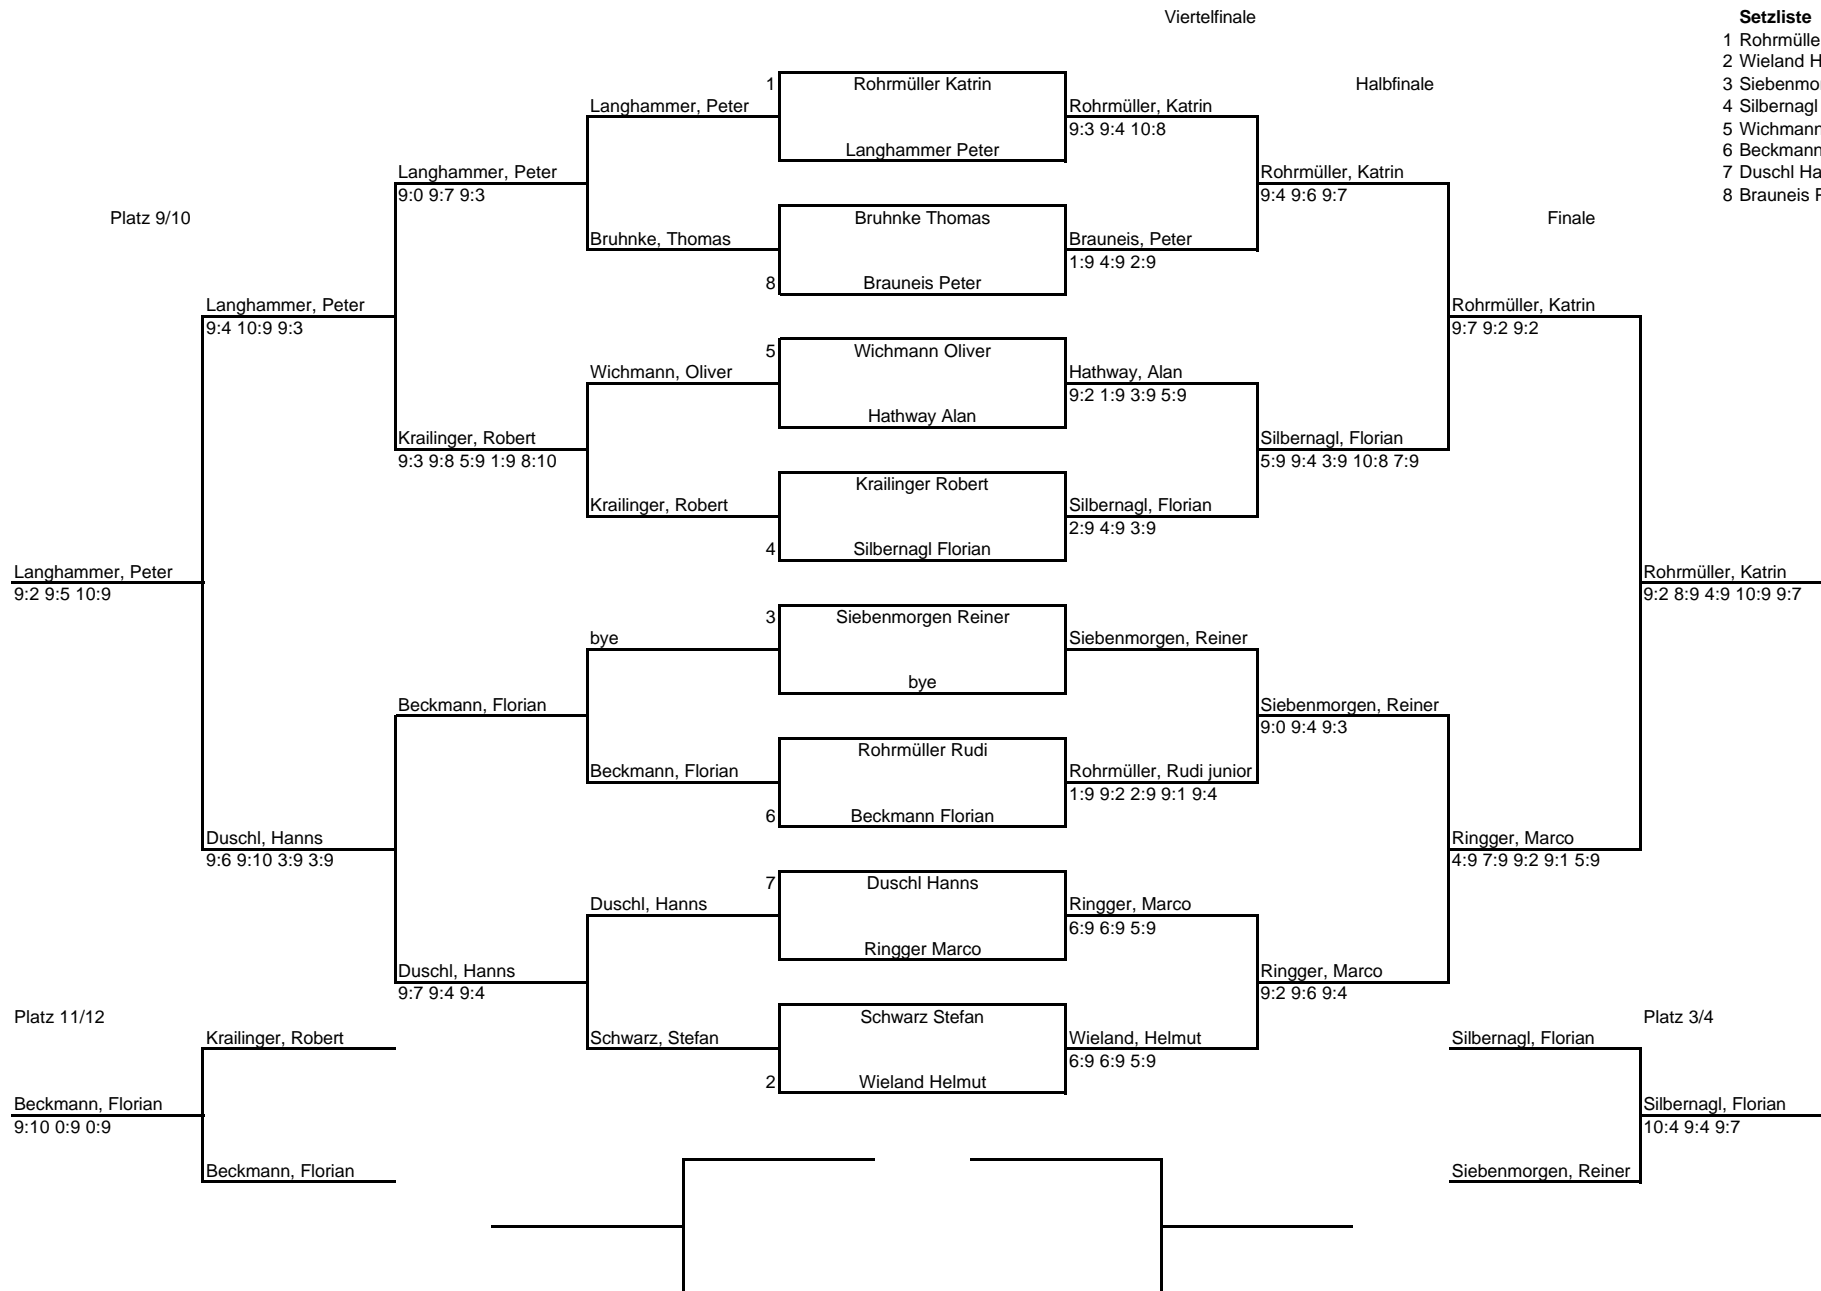 Viertelfinale
Setzliste
1 Rohrmülle
2 Wieland H
3 Siebenmor
4 Silbernagl
5 Wichmann
6 Beckmann
7 Duschl Ha
8 Brauneis P
Halbfinale
Finale
Platz 9/10
1 Rohrmüller Katrin
Langhammer Peter
Bruhnke Thomas
8 Brauneis Peter
5 Wichmann Oliver
Hathway Alan
Krailinger Robert
4 Silbernagl Florian
3 Siebenmorgen Reiner
bye
Rohrmüller Rudi
6 Beckmann Florian
7 Duschl Hanns
Ringger Marco
Schwarz Stefan
2 Wieland Helmut
Langhammer, Peter
Bruhnke, Thomas
Wichmann, Oliver
Krailinger, Robert
bye
Beckmann, Florian
Duschl, Hanns
Schwarz, Stefan
Langhammer, Peter
9:0 9:7 9:3
Krailinger, Robert
9:3 9:8 5:9 1:9 8:10
Beckmann, Florian
Duschl, Hanns
9:7 9:4 9:4
Langhammer, Peter
9:4 10:9 9:3
Duschl, Hanns
9:6 9:10 3:9 3:9
Langhammer, Peter
9:2 9:5 10:9
Platz 11/12
Krailinger, Robert
Beckmann, Florian
9:10 0:9 0:9
Beckmann, Florian
Rohrmüller, Katrin
9:3 9:4 10:8
Brauneis, Peter
1:9 4:9 2:9
Hathway, Alan
9:2 1:9 3:9 5:9
Silbernagl, Florian
2:9 4:9 3:9
Siebenmorgen, Reiner
Rohrmüller, Rudi junior
1:9 9:2 2:9 9:1 9:4
Ringger, Marco
6:9 6:9 5:9
Wieland, Helmut
6:9 6:9 5:9
Rohrmüller, Katrin
9:4 9:6 9:7
Silbernagl, Florian
5:9 9:4 3:9 10:8 7:9
Siebenmorgen, Reiner
9:0 9:4 9:3
Ringger, Marco
9:2 9:6 9:4
Rohrmüller, Katrin
9:7 9:2 9:2
Ringger, Marco
4:9 7:9 9:2 9:1 5:9
Rohrmüller, Katrin
9:2 8:9 4:9 10:9 9:7
Platz 3/4
Silbernagl, Florian
Silbernagl, Florian
10:4 9:4 9:7
Siebenmorgen, Reiner